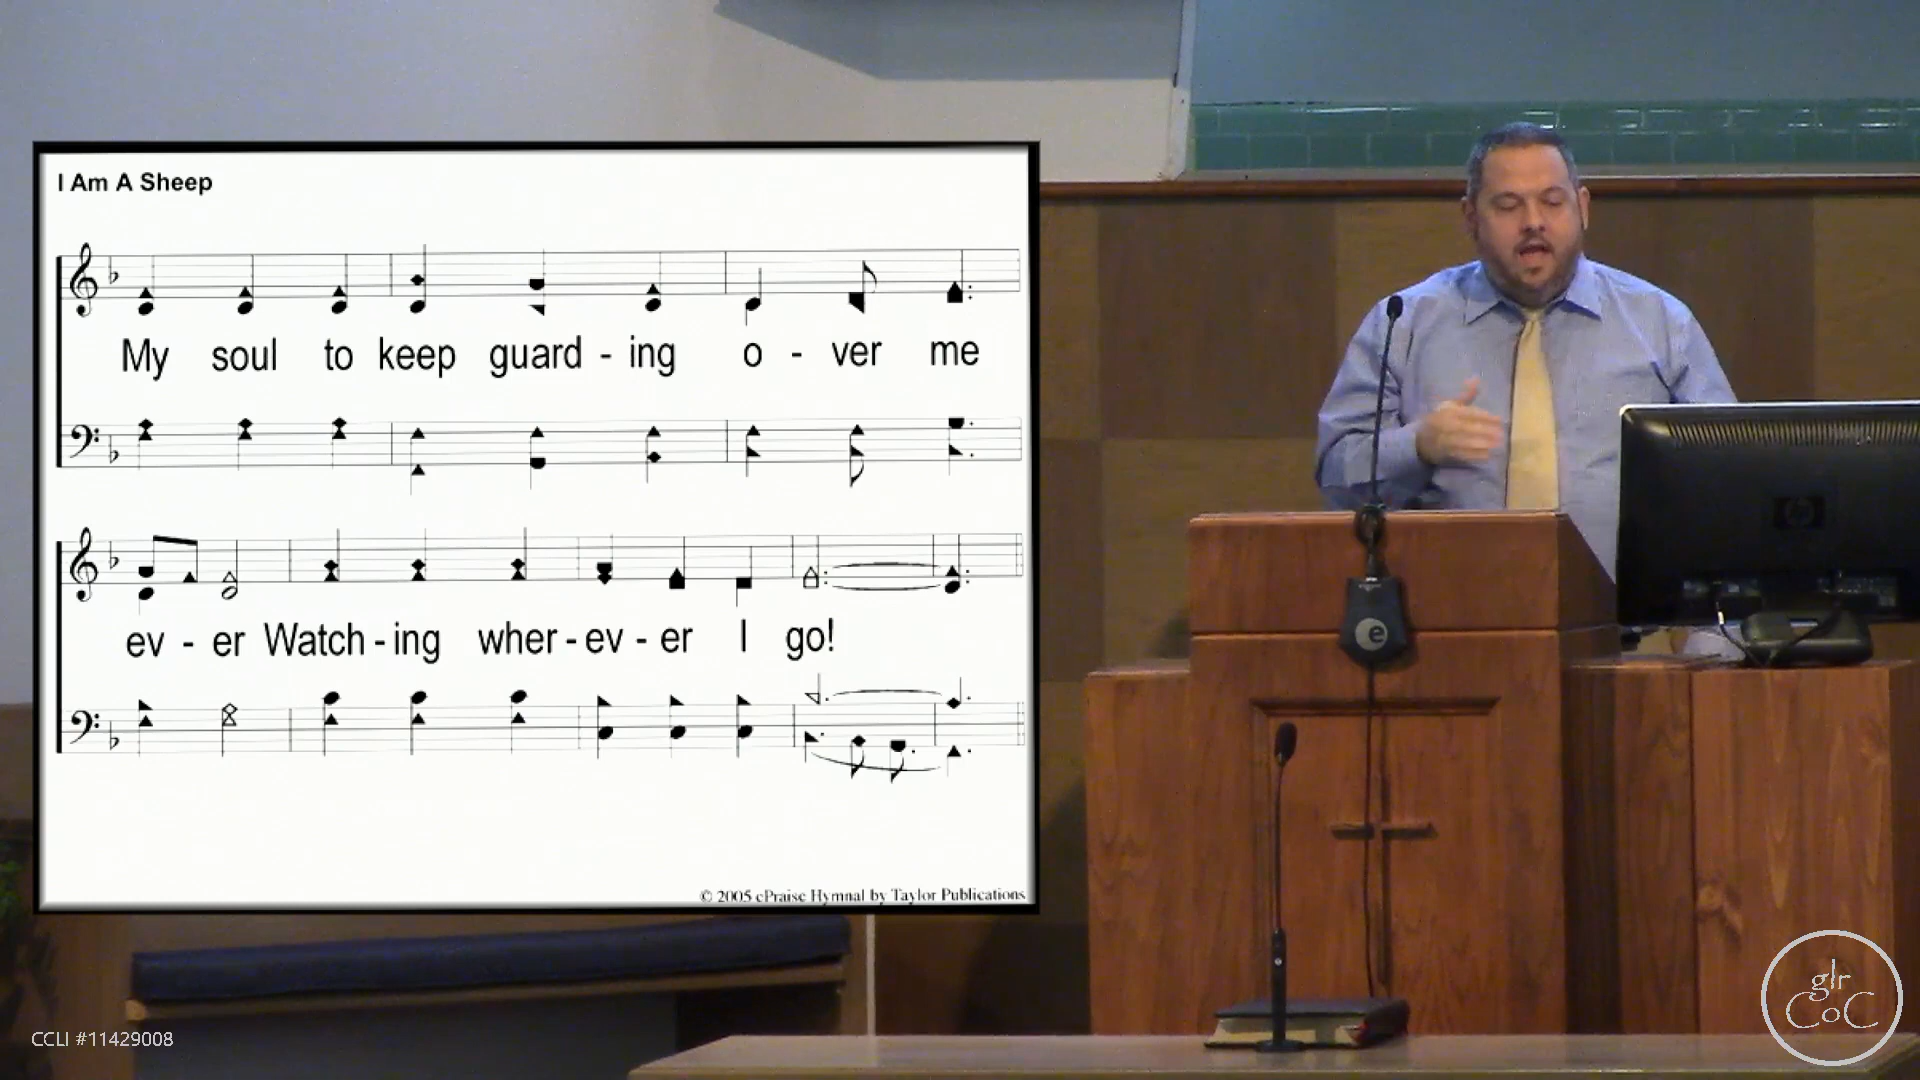 I Am A Sheep
My soul to keep guard - ing o - ver me
ev - er Watch - ing wher - ev - er I go!
© 2005 ePraise Hymnal by Taylor Publications
e
glr
CoC
CCLI #11429008